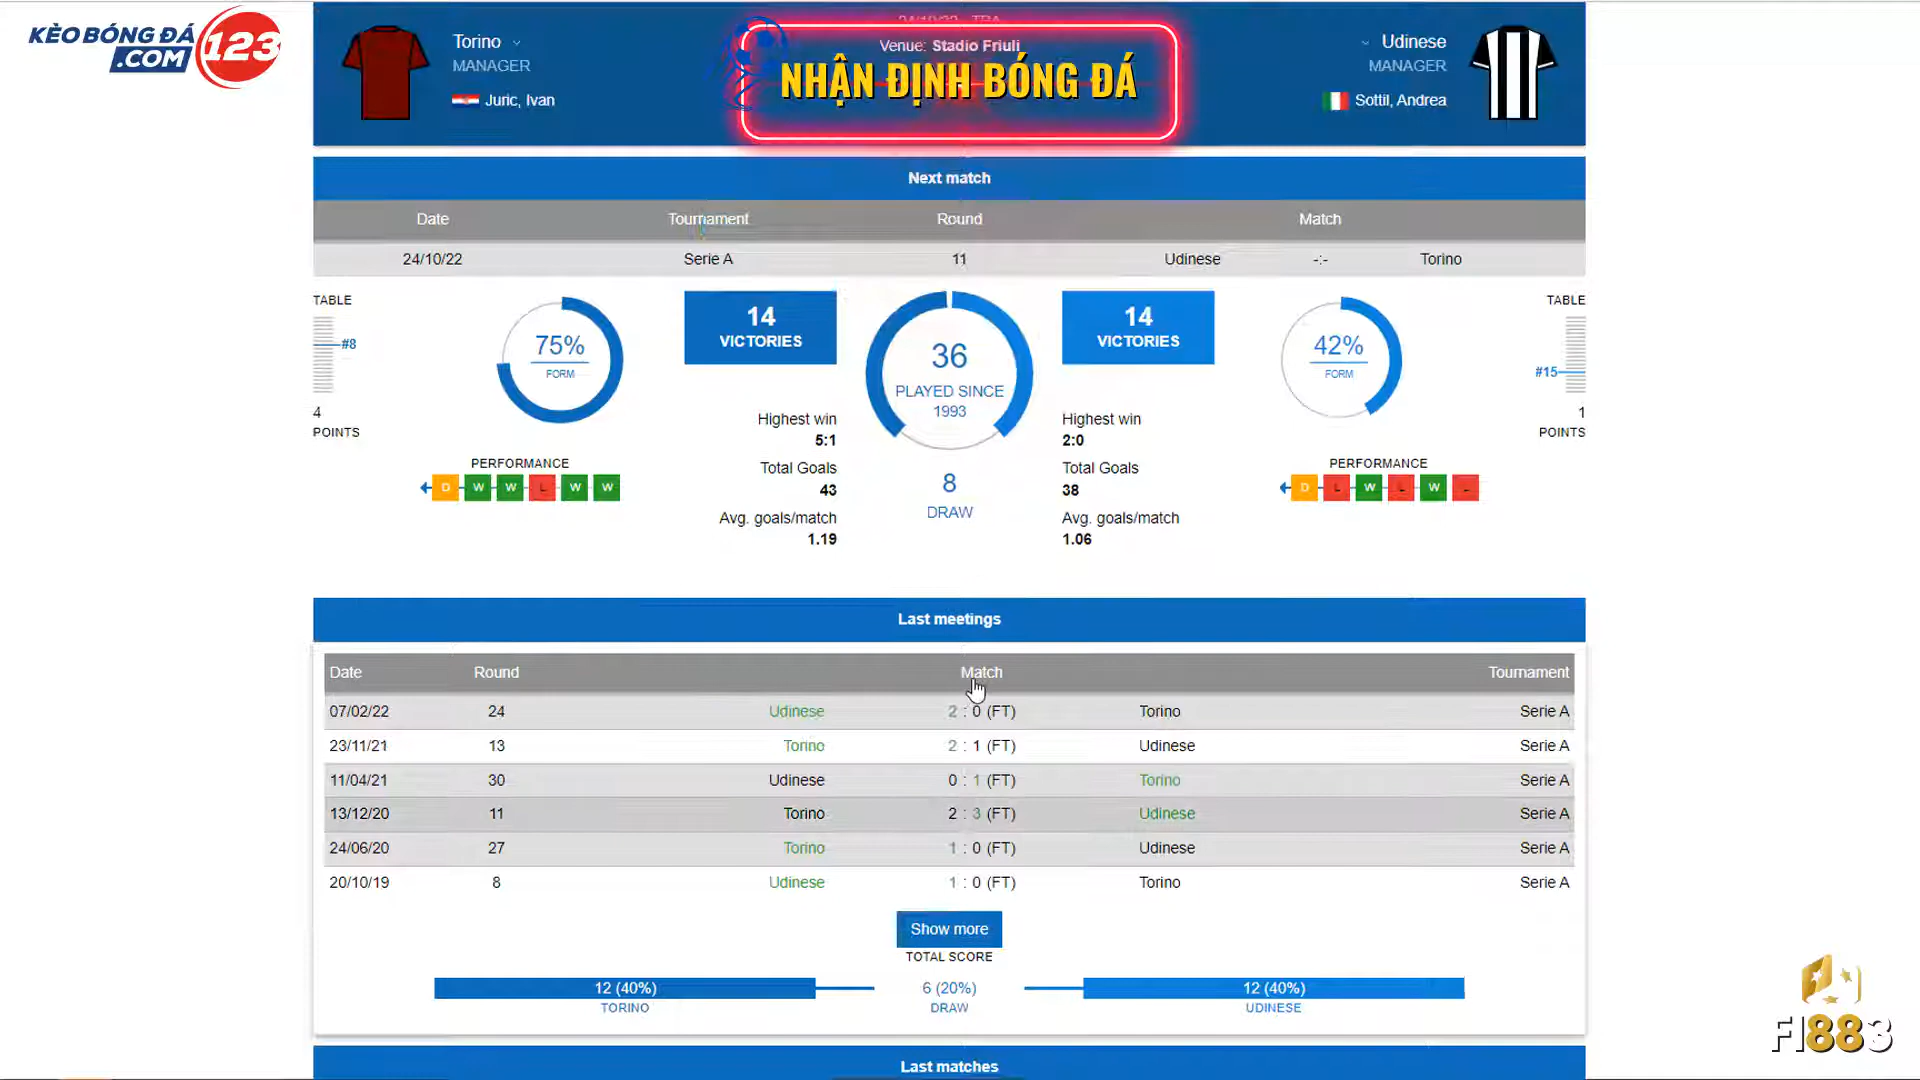 KÈO BÓNG ĐÁ
.COM
123
Torino
MANAGER
Juric, Ivan
Venue: Stadio Friuli
NHẬN ĐỊNH BÓNG ĐÁ
Udinese
MANAGER
Sottil, Andrea
Next match
Date Tournament Round Match
24/10/22 Serie A 11 Udinese -:- Torino
TABLE
#8
4
POINTS
75%
FORM
PERFORMANCE
D W W L W W
14
VICTORIES
Highest win
5:1
Total Goals
43
Avg. goals/match
1.19
36
PLAYED SINCE
1993
8
DRAW
14
VICTORIES
Highest win
2:0
Total Goals
38
Avg. goals/match
1.06
42%
FORM
PERFORMANCE
D L W L W L
TABLE
#15
1
POINTS
Last meetings
Date Round Match Tournament
07/02/22 24 Udinese 2 : 0 (FT) Torino Serie A
23/11/21 13 Torino 2 : 1 (FT) Udinese Serie A
11/04/21 30 Udinese 0 : 1 (FT) Torino Serie A
13/12/20 11 Torino 2 : 3 (FT) Udinese Serie A
24/06/20 27 Torino 1 : 0 (FT) Udinese Serie A
20/10/19 8 Udinese 1 : 0 (FT) Torino Serie A
Show more
TOTAL SCORE
12 (40%) 6 (20%) 12 (40%)
TORINO DRAW UDINESE
FI883
Last matches